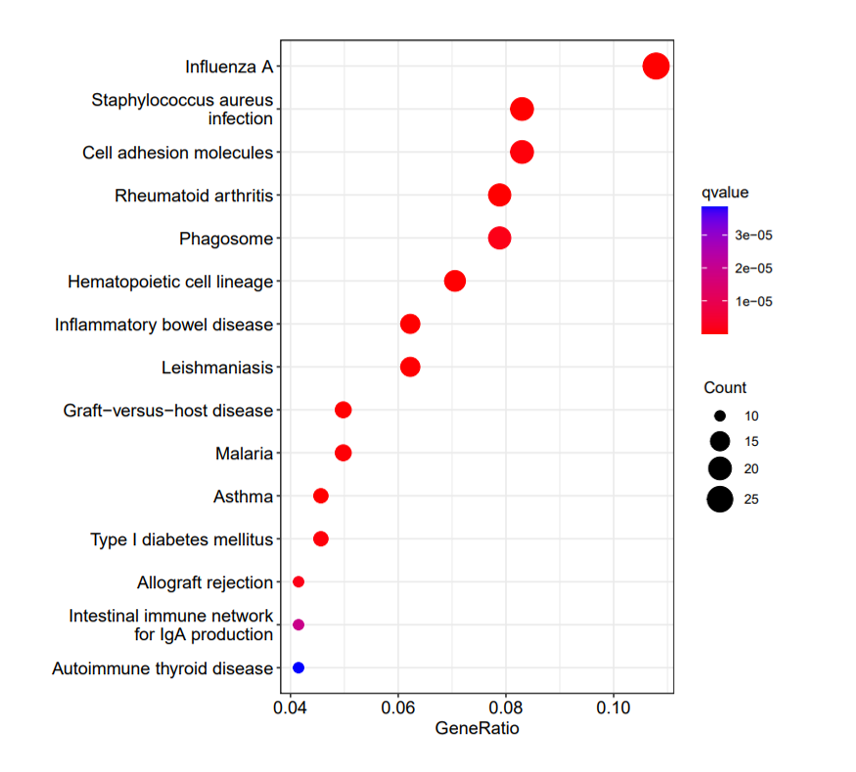 Influenza A
Staphylococcus aureus
infection
Cell adhesion molecules
Rheumatoid arthritis
Phagosome
Hematopoietic cell lineage
Inflammatory bowel disease
Leishmaniasis
Graft−versus−host disease
Malaria
Asthma
Type I diabetes mellitus
Allograft rejection
Intestinal immune network
for IgA production
Autoimmune thyroid disease
0.04 0.06 0.08 0.10
GeneRatio
qvalue
3e−05
2e−05
1e−05
Count
10
15
20
25